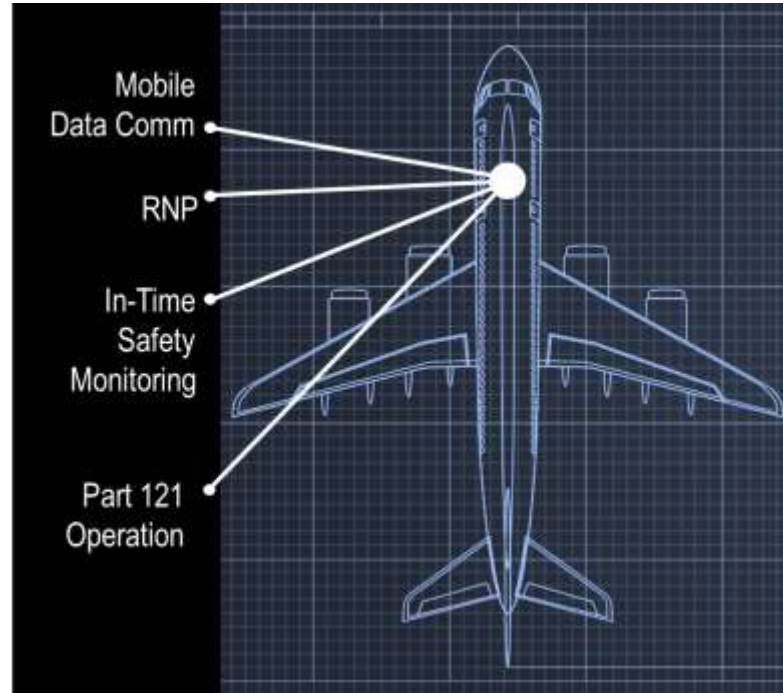 Mobile
Data Comm
RNP
In-Time
Safety
Monitoring
Part 121
Operation